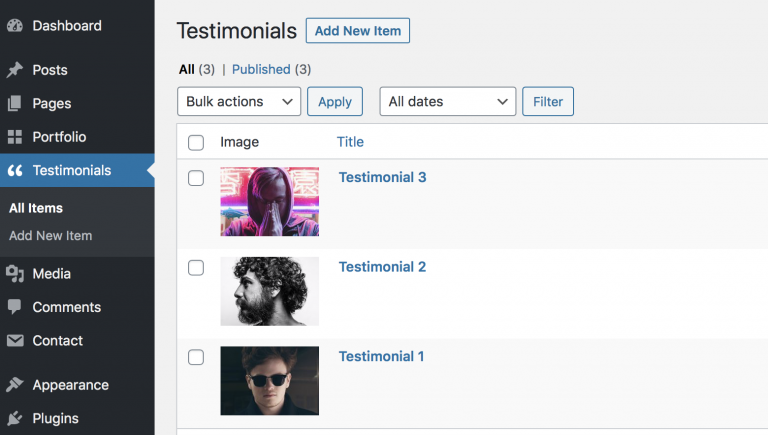 Dashboard
Posts
Pages
Portfolio
Testimonials
All Items
Add New Item
Media
Comments
Contact
Appearance
Plugins
Testimonials Add New Item
All (3) | Published (3)
Bulk actions Apply All dates Filter
Image Title
Testimonial 3
Testimonial 2
Testimonial 1